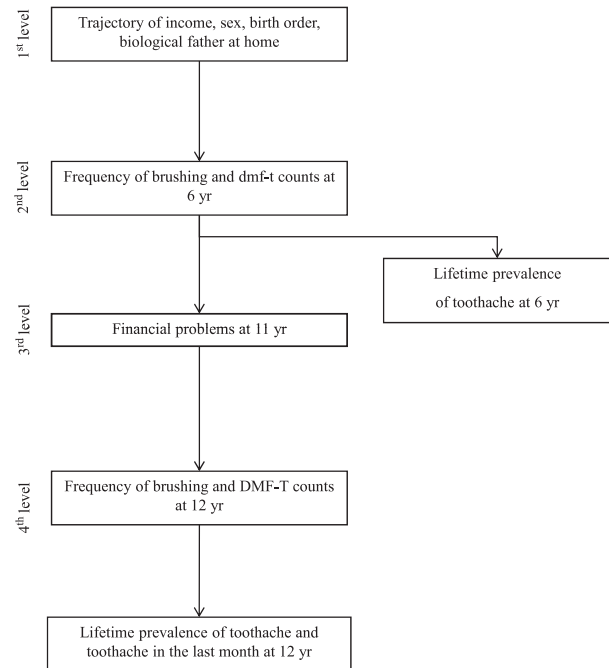 1st level
Trajectory of income, sex, birth order,
biological father at home
2nd level
Frequency of brushing and dmf-t counts at
6 yr
Lifetime prevalence
of toothache at 6 yr
3rd level
Financial problems at 11 yr
4th level
Frequency of brushing and DMF-T counts
at 12 yr
Lifetime prevalence of toothache and
toothache in the last month at 12 yr